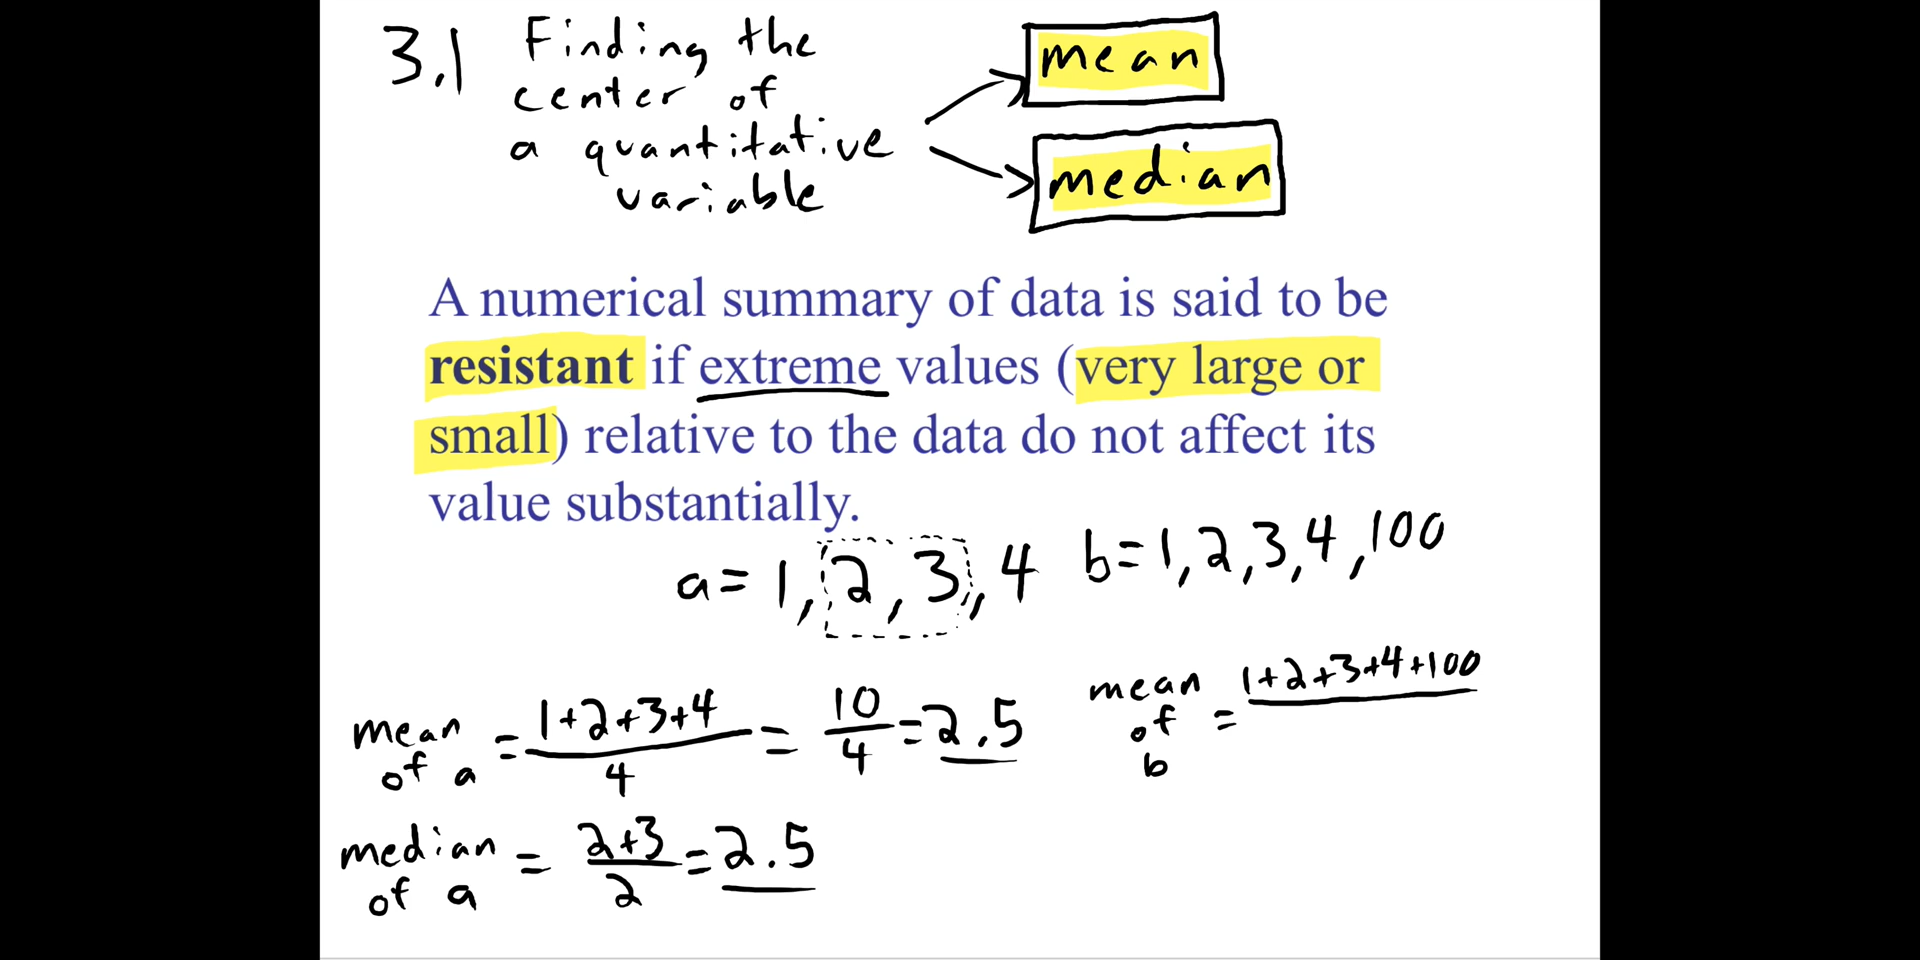 3.1 Finding the
center of
a quantitative
variable
mean
median
A numerical summary of data is said to be
resistant if extreme values (very large or
small) relative to the data do not affect its
value substantially.
a = 1, 2, 3, 4
b = 1, 2, 3, 4, 100
mean
of a
= 1+2+3+4
4
= 10
4
= 2.5
median
of a
= 2+3
2
= 2.5
mean
of
b
= 1+2+3+4+100